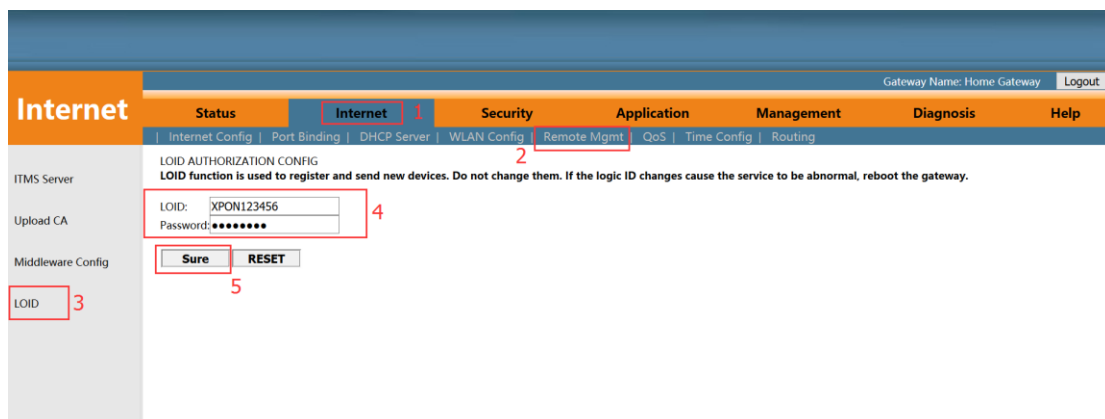 Gateway Name: Home Gateway Logout
Internet
Status Internet 1 Security Application Management Diagnosis Help
| Internet Config | Port Binding | DHCP Server | WLAN Config | Remote Mgmt | QoS | Time Config | Routing
2
LOID AUTHORIZATION CONFIG
LOID function is used to register and send new devices. Do not change them. If the logic ID changes cause the service to be abnormal, reboot the gateway.
ITMS Server
LOID: XPON123456
4
Password: ●●●●●●●●
Upload CA
Sure RESET
Middleware Config
5
LOID 3